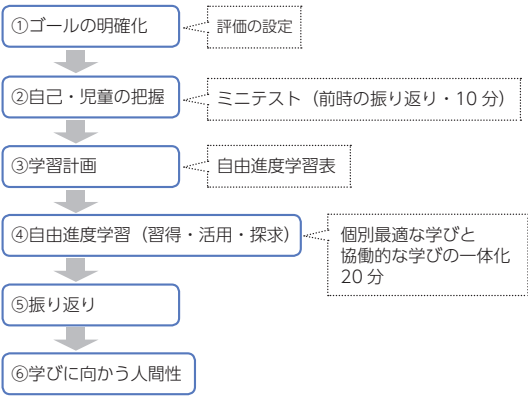 ①ゴールの明確化
評価の設定
②自己・児童の把握
ミニテスト（前時の振り返り・10 分）
③学習計画
自由進度学習表
④自由進度学習（習得・活用・探求）
個別最適な学びと
協働的な学びの一体化
20 分
⑤振り返り
⑥学びに向かう人間性